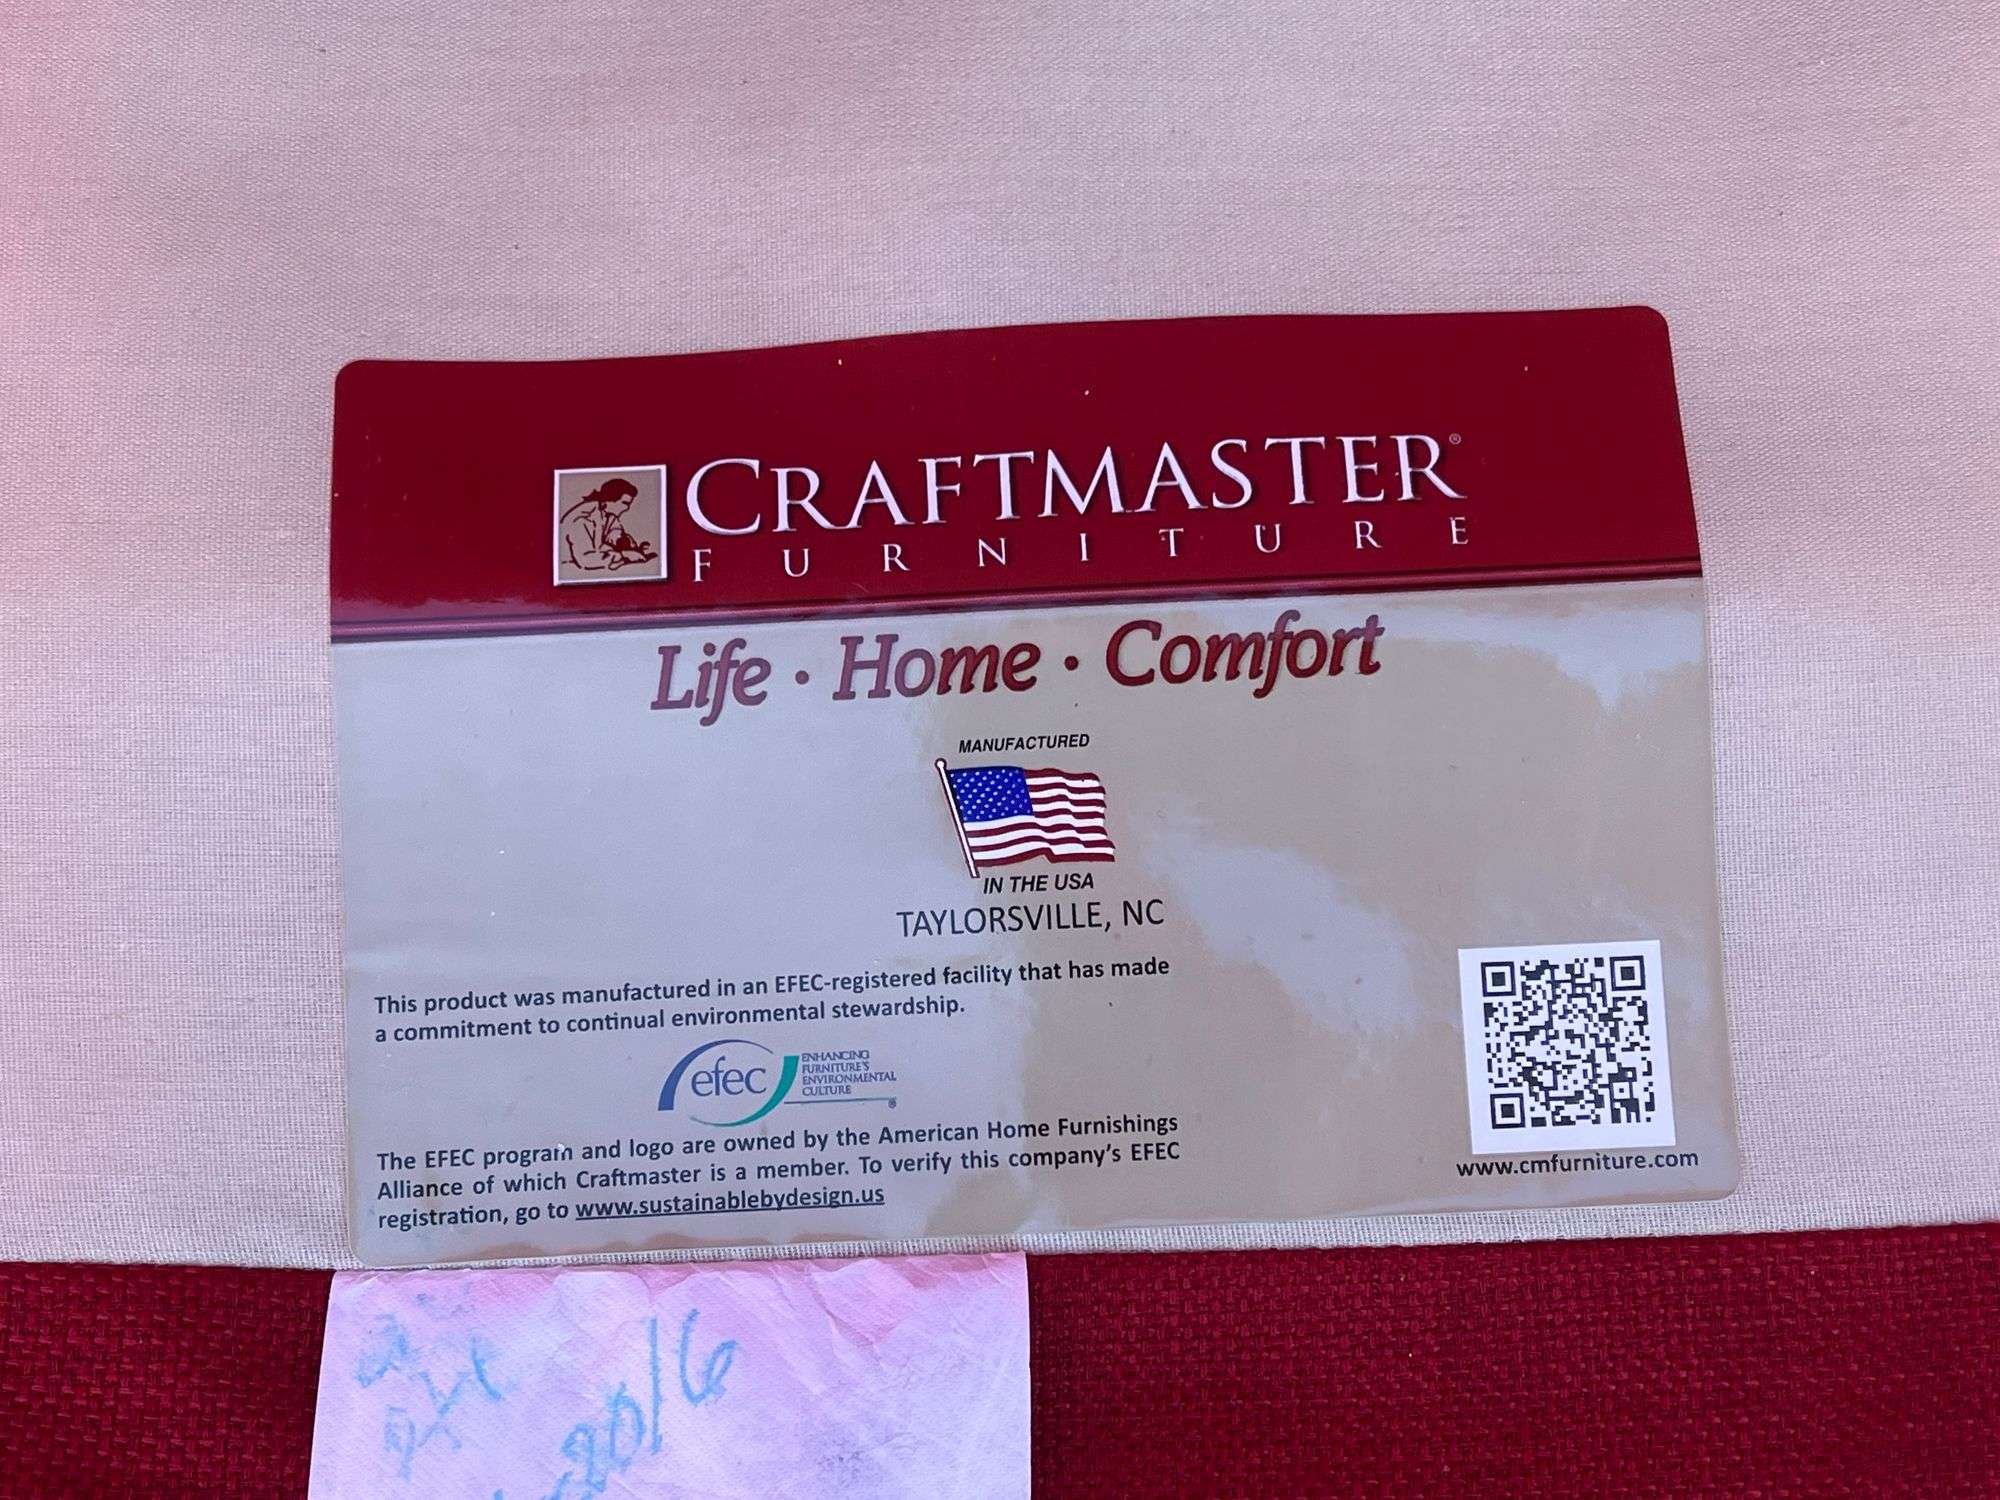 CRAFTMASTER®
FURNITURE
Life · Home · Comfort
MANUFACTURED
IN THE USA
TAYLORSVILLE, NC
This product was manufactured in an EFEC-registered facility that has made
a commitment to continual environmental stewardship.
efec
ENHANCING
FURNITURE'S
ENVIRONMENTAL
CULTURE
®
The EFEC program and logo are owned by the American Home Furnishings
Alliance of which Craftmaster is a member. To verify this company's EFEC
registration, go to www.sustainablebydesign.us
www.cmfurniture.com
2016